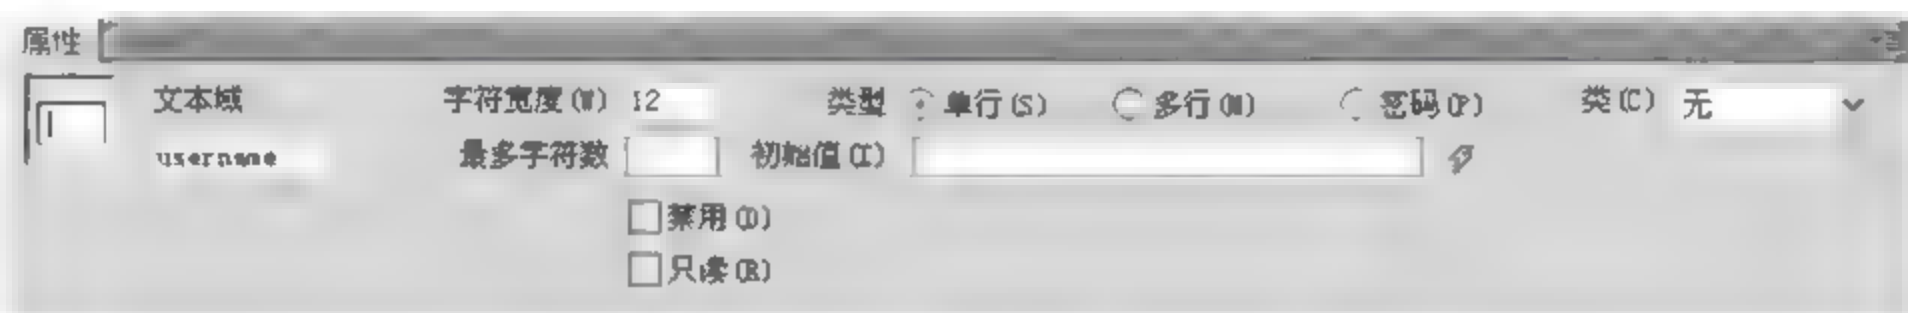 属性
文本域 字符宽度(W) 12 类型 单行(S) 多行(M) 密码(P) 类(C) 无
username 最多字符数 初始值(I)
禁用(D)
只读(R)